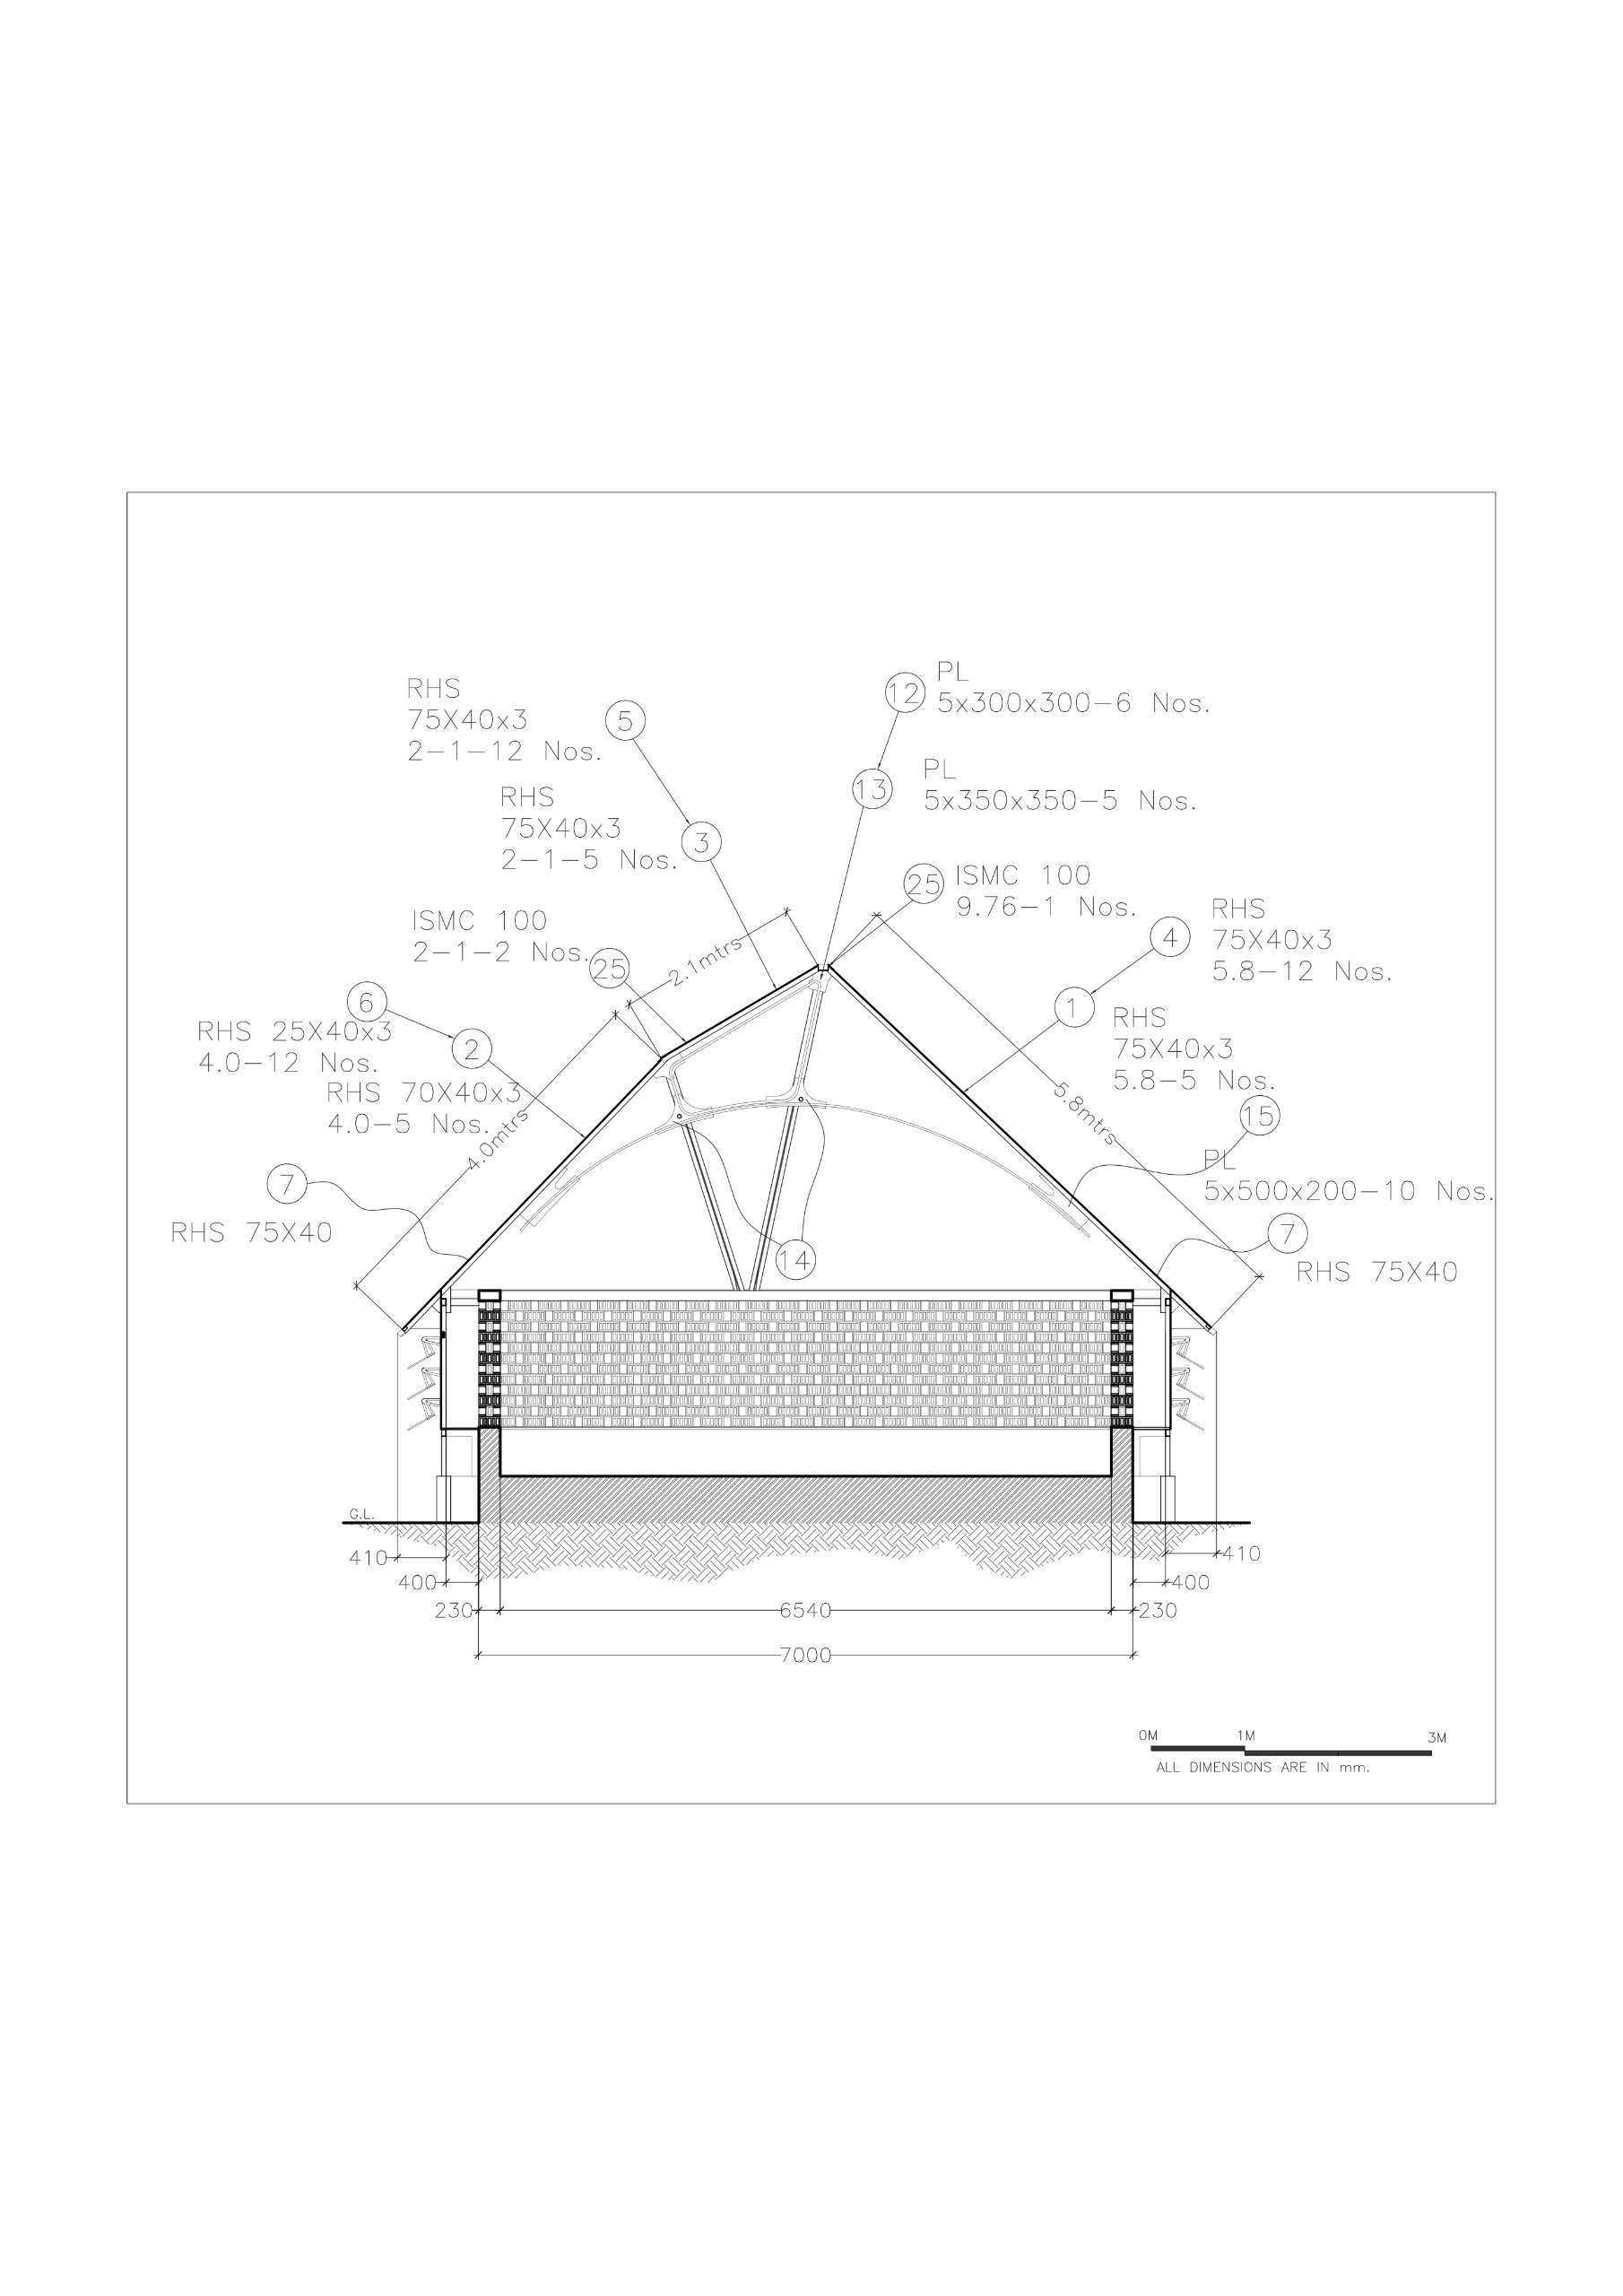 PL
12
5x300x300-6 Nos.
RHS
75X40x3
2-1-12 Nos.
5
PL
13
5x350x350-5 Nos.
RHS
75X40x3
2-1-5 Nos.
3
25
ISMC 100
9.76-1 Nos.
RHS
75X40x3
5.8-12 Nos.
4
ISMC 100
2-1-2 Nos.
25
2.1mtrs
6
RHS 25X40x3
4.0-12 Nos.
2
RHS 70X40x3
4.0-5 Nos.
4.0mtrs
1
RHS
75X40x3
5.8-5 Nos.
5.8mtrs
15
PL
5x500x200-10 Nos.
7
RHS 75X40
7
RHS 75X40
14
G.L.
410
410
400
400
230
6540
230
7000
0M 1M 3M
ALL DIMENSIONS ARE IN mm.